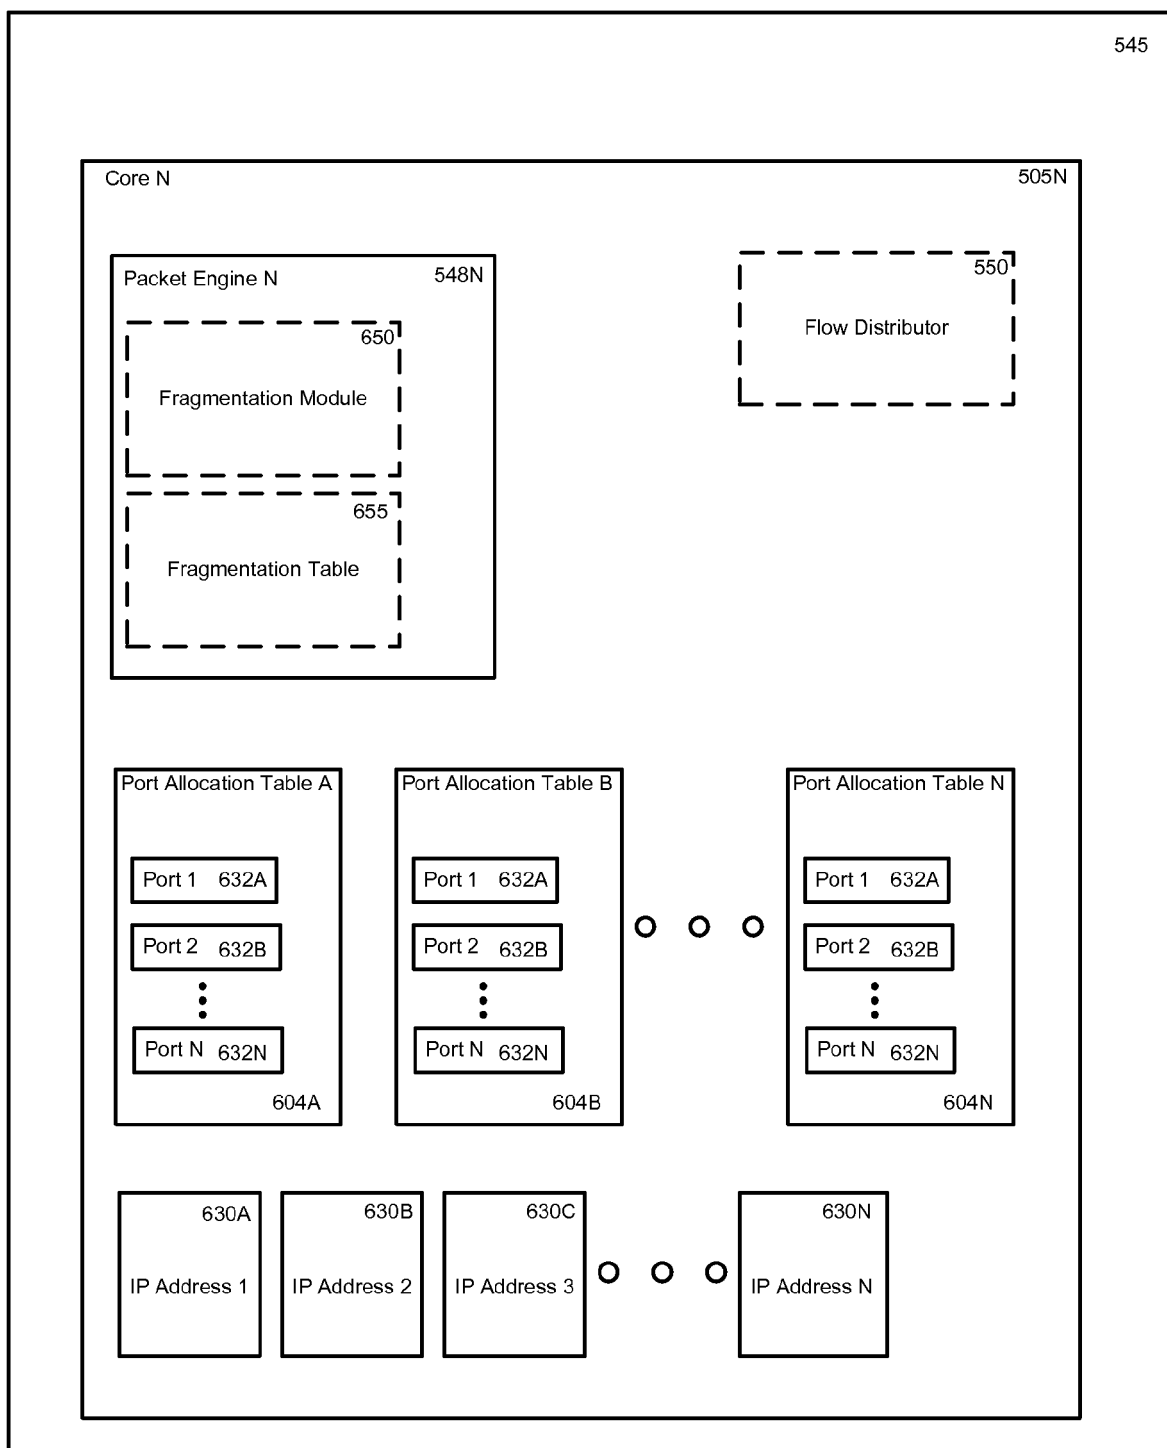 545
Core N 505N
Packet Engine N 548N
650
Fragmentation Module
655
Fragmentation Table
550
Flow Distributor
Port Allocation Table A
Port 1 632A
Port 2 632B
Port N 632N
604A
Port Allocation Table B
Port 1 632A
Port 2 632B
Port N 632N
604B
Port Allocation Table N
Port 1 632A
Port 2 632B
Port N 632N
604N
630A
IP Address 1
630B
IP Address 2
630C
IP Address 3
630N
IP Address N